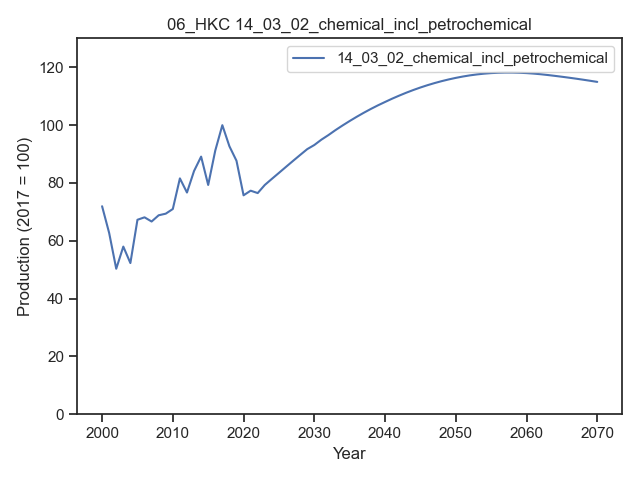 06_HKC 14_03_02_chemical_incl_petrochemical
14_03_02_chemical_incl_petrochemical
Production (2017 = 100)
120
100
80
60
40
20
0
2000 2010 2020 2030 2040 2050 2060 2070
Year